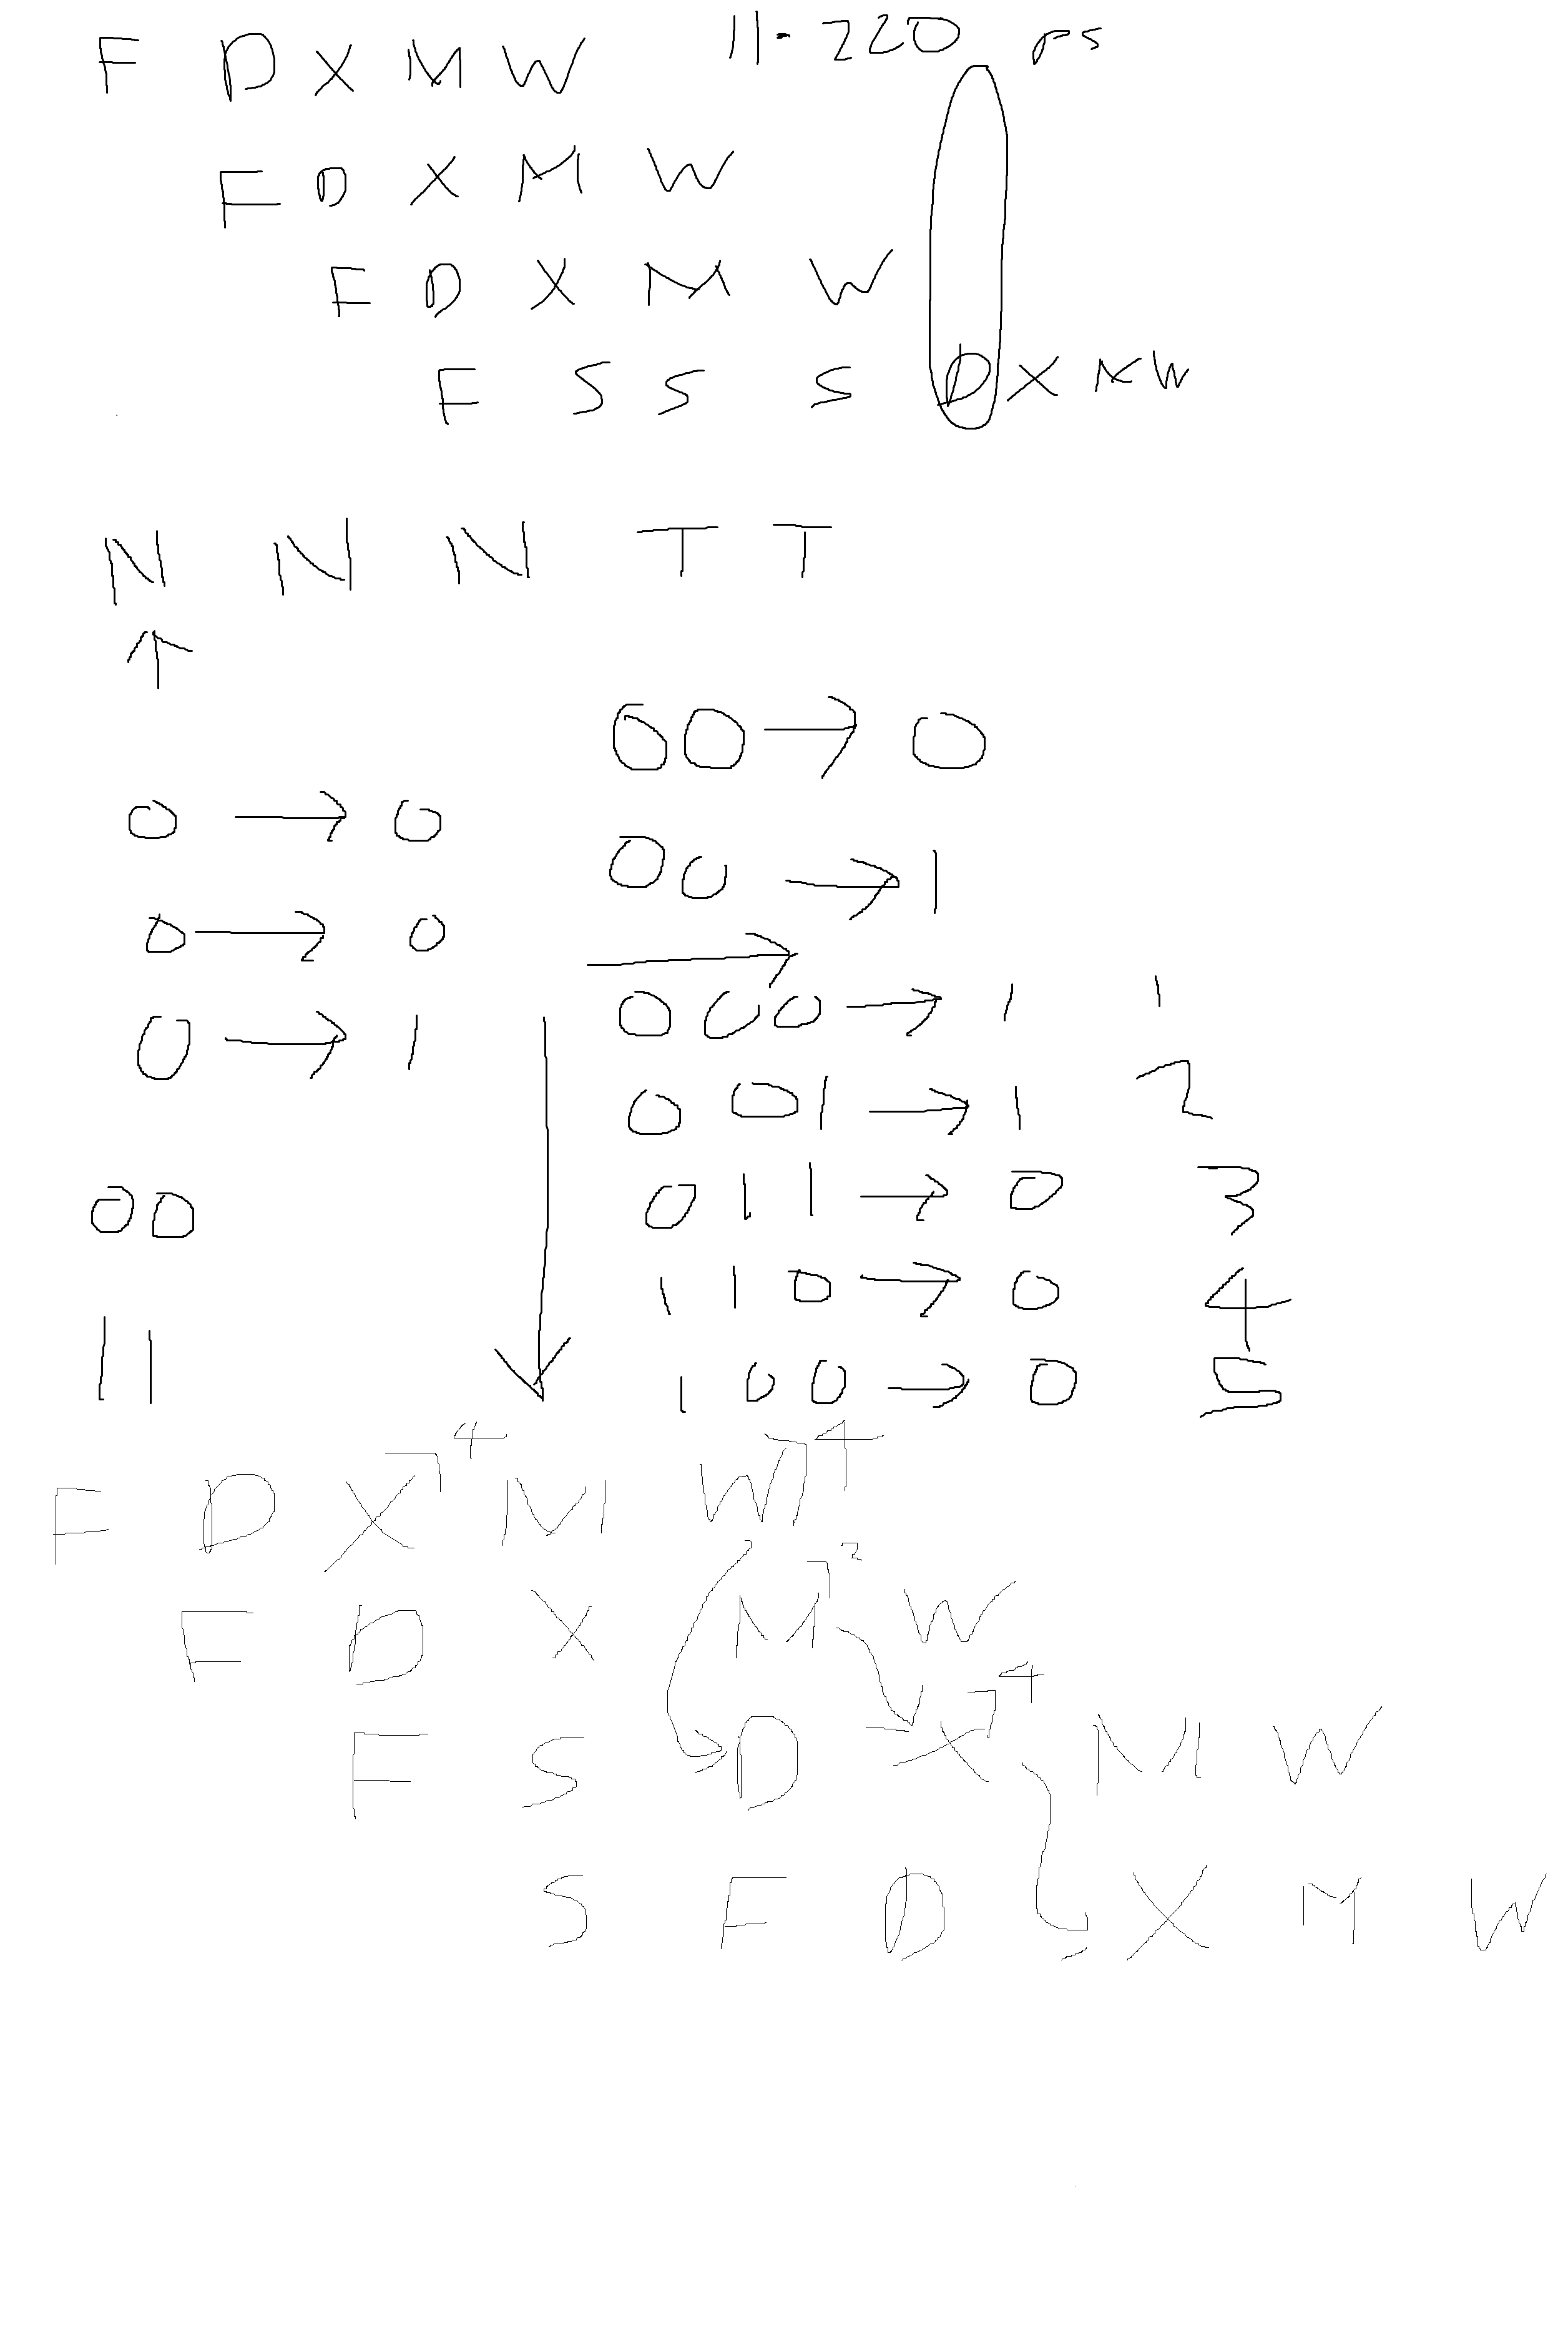 F D X M W 11 - 220 ps
F D X M W
F D X M W
F S S S D X M W
N N N T T
↑
00 → 0
0 → 0
00 → 1
0 → 0
→
000 → 1 1
0 → 1
001 → 1 2
00
011 → 0 3
110 → 0 4
11
100 → 0 5
F D X ⌝4 M W ⌝4
F D X M ⌝2 W
F S D X ⌝4 M W
S F D X M W